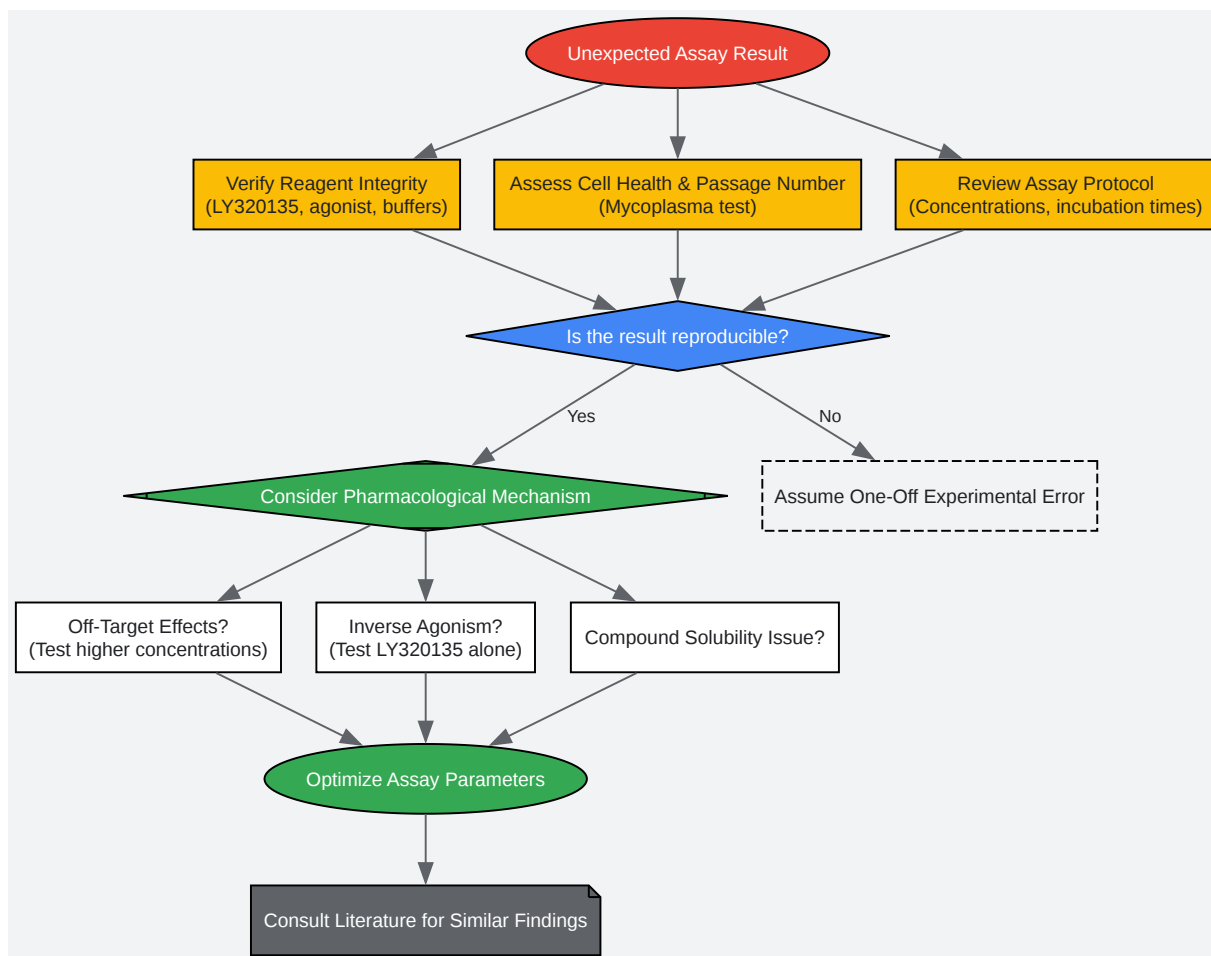 Unexpected Assay Result
Verify Reagent Integrity
(LY320135, agonist, buffers)
Assess Cell Health & Passage Number
(Mycoplasma test)
Review Assay Protocol
(Concentrations, incubation times)
Is the result reproducible?
Yes
No
Consider Pharmacological Mechanism
Assume One-Off Experimental Error
Off-Target Effects?
(Test higher concentrations)
Inverse Agonism?
(Test LY320135 alone)
Compound Solubility Issue?
Optimize Assay Parameters
Consult Literature for Similar Findings